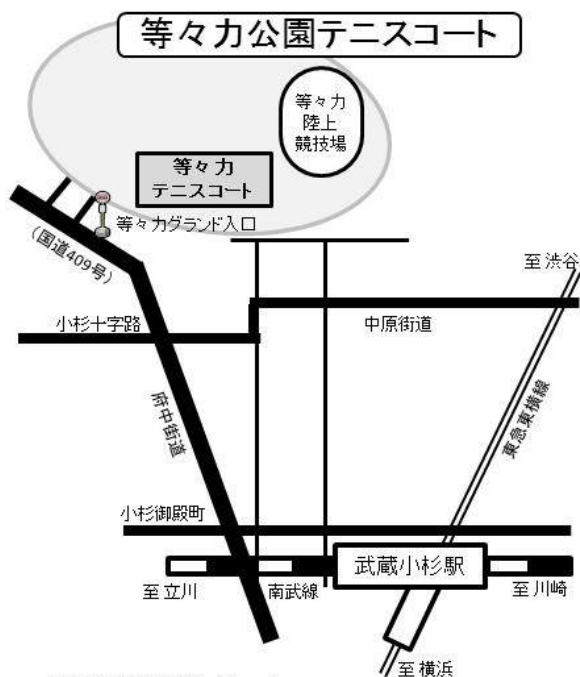 等々力公園テニスコート
等々力
陸上
競技場
等々力
テニスコート
等々力グランド入口
(国道409号)
至 渋谷
小杉十字路
中原街道
府中街道
東急東横線
小杉御殿町
武蔵小杉駅
至 立川
南武線
至 川崎
至 横浜